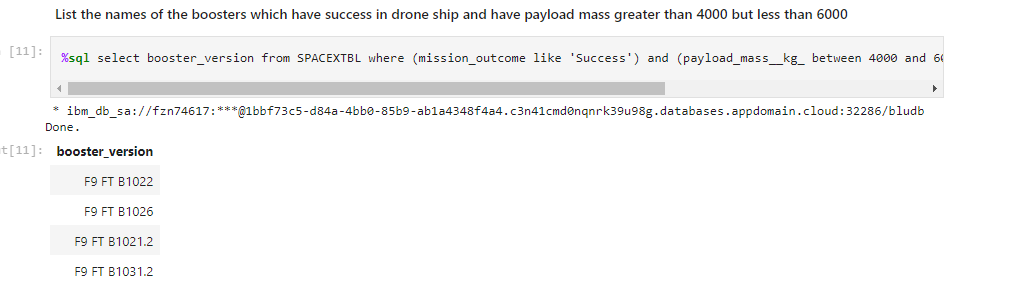 List the names of the boosters which have success in drone ship and have payload mass greater than 4000 but less than 6000
[11]:
%sql select booster_version from SPACEXTBL where (mission_outcome like 'Success') and (payload_mass__kg_ between 4000 and 60
* ibm_db_sa://fzn74617:***@1bbf73c5-d84a-4bb0-85b9-ab1a4348f4a4.c3n41cmd0nqnrk39u98g.databases.appdomain.cloud:32286/bludb
Done.
t[11]: booster_version
F9 FT B1022
F9 FT B1026
F9 FT B1021.2
F9 FT B1031.2